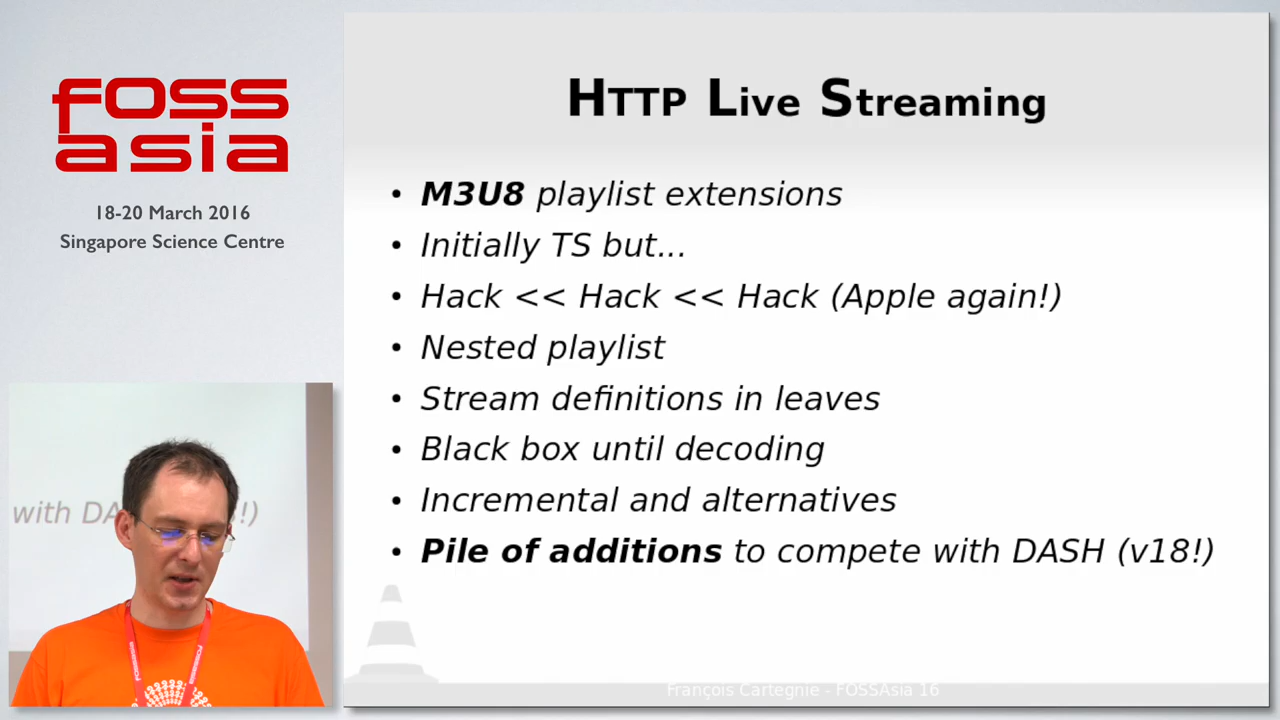 foss
asia
18-20 March 2016
Singapore Science Centre
HTTP Live Streaming
• M3U8 playlist extensions
• Initially TS but...
• Hack << Hack << Hack (Apple again!)
• Nested playlist
• Stream definitions in leaves
• Black box until decoding
• Incremental and alternatives
• Pile of additions to compete with DASH (v18!)
François Cartegnie - FOSSAsia 16
with DA !)